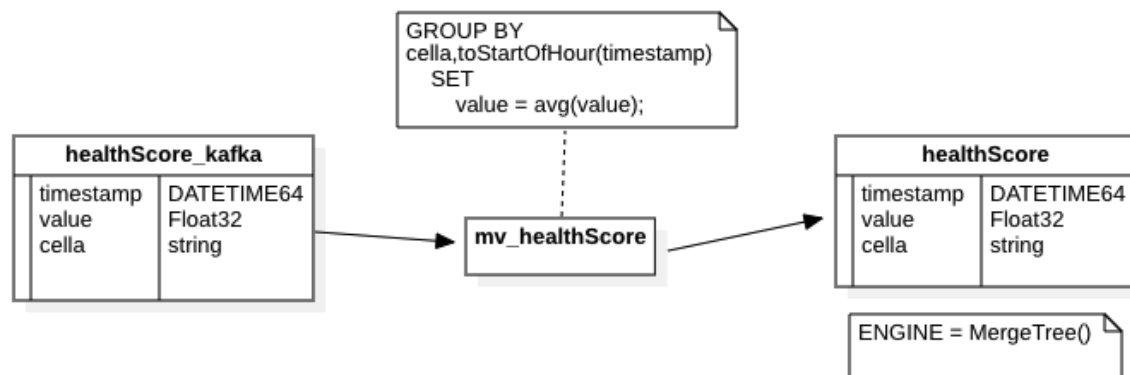 GROUP BY
cella,toStartOfHour(timestamp)
SET
value = avg(value);
healthScore_kafka
timestamp DATETIME64
value Float32
cella string
mv_healthScore
healthScore
timestamp DATETIME64
value Float32
cella string
ENGINE = MergeTree()